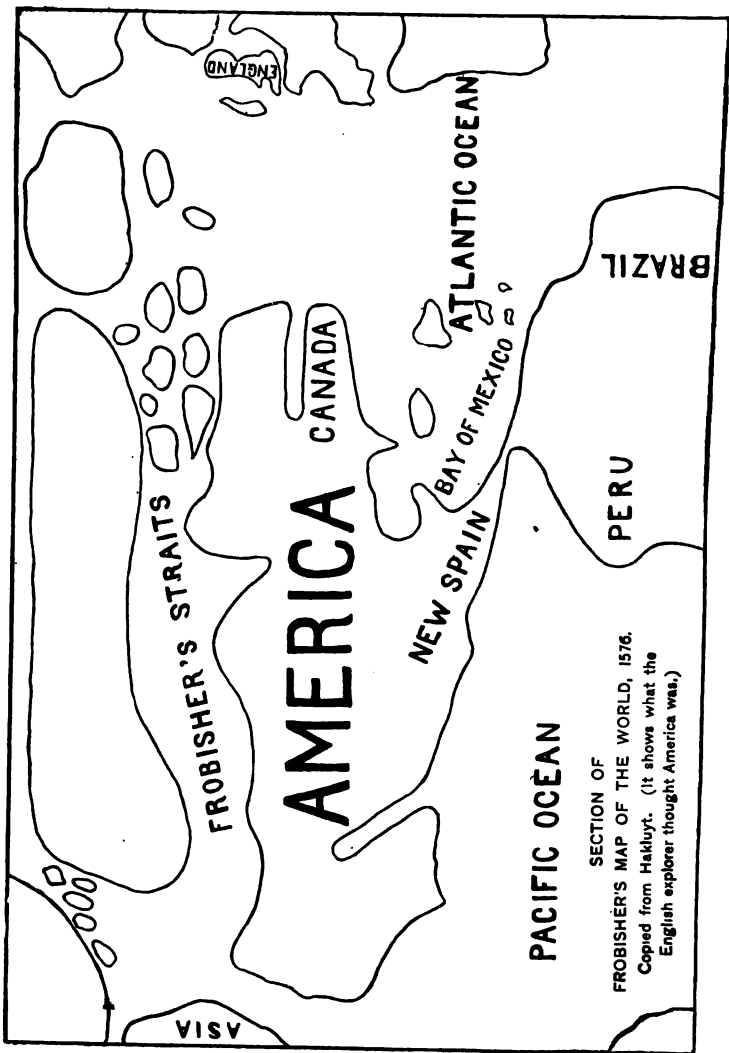 ENGLAND
ATLANTIC OCEAN
BRAZIL
CANADA
BAY OF MEXICO
FROBISHER'S STRAITS
AMERICA
NEW SPAIN
PERU
PACIFIC OCEAN
ASIA
SECTION OF
FROBISHER'S MAP OF THE WORLD, 1576.
Copied from Hakluyt. (It shows what the
English explorer thought America was.)